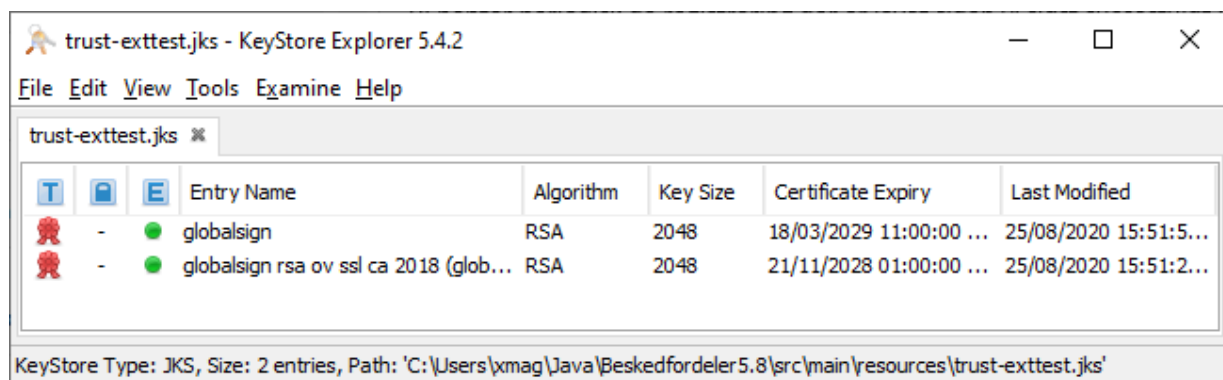 trust-exttest.jks - KeyStore Explorer 5.4.2
File Edit View Tools Examine Help
trust-exttest.jks
T E Entry Name Algorithm Key Size Certificate Expiry Last Modified
- globalsign RSA 2048 18/03/2029 11:00:00 ... 25/08/2020 15:51:5...
- globalsign rsa ov ssl ca 2018 (glob... RSA 2048 21/11/2028 01:00:00 ... 25/08/2020 15:51:2...
KeyStore Type: JKS, Size: 2 entries, Path: 'C:\Users\xmag\Java\Beskedfordeler5.8\src\main\resources\trust-exttest.jks'